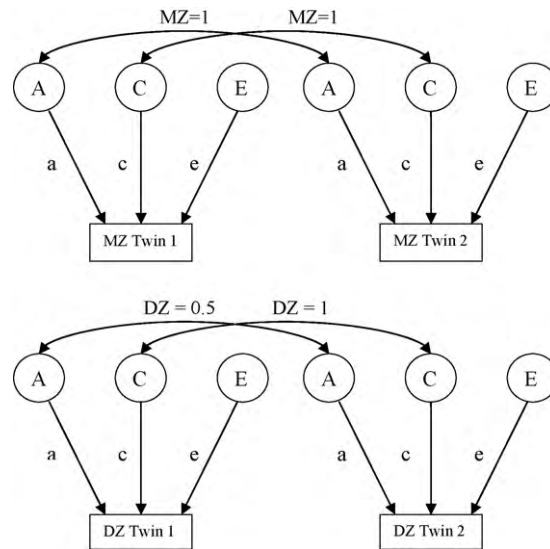 MZ=1 MZ=1
A C E A C E
a c e a c e
MZ Twin 1 MZ Twin 2
DZ = 0.5 DZ = 1
A C E A C E
a c e a c e
DZ Twin 1 DZ Twin 2